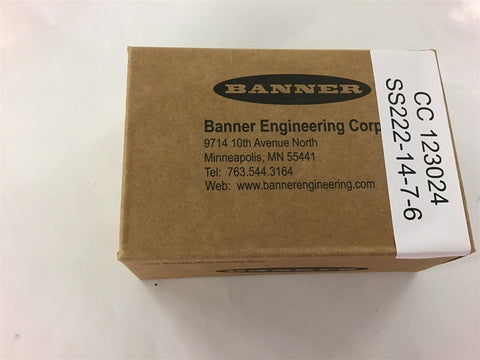 BANNER
Banner Engineering Corp
9714 10th Avenue North
Minneapolis, MN 55441
Tel: 763.544.3164
Web: www.bannerengineering.com
CC 123024
SS222-14-7-6